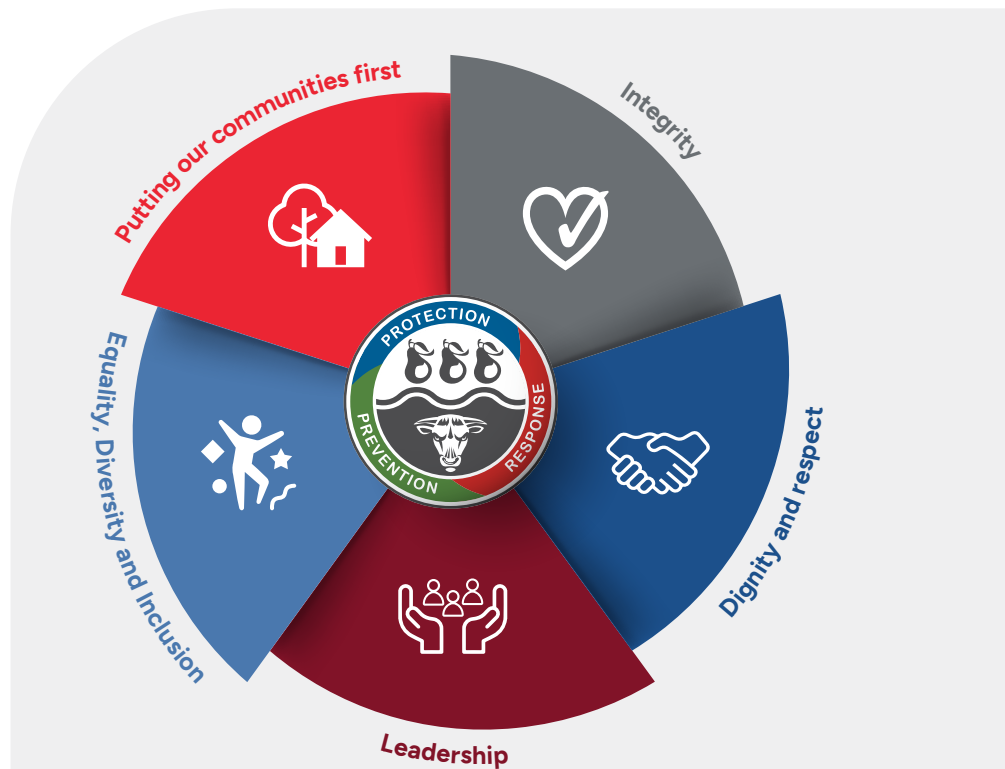 Putting our communities first
Integrity
Dignity and respect
Leadership
Equality, Diversity and Inclusion
PROTECTION
RESPONSE
PREVENTION